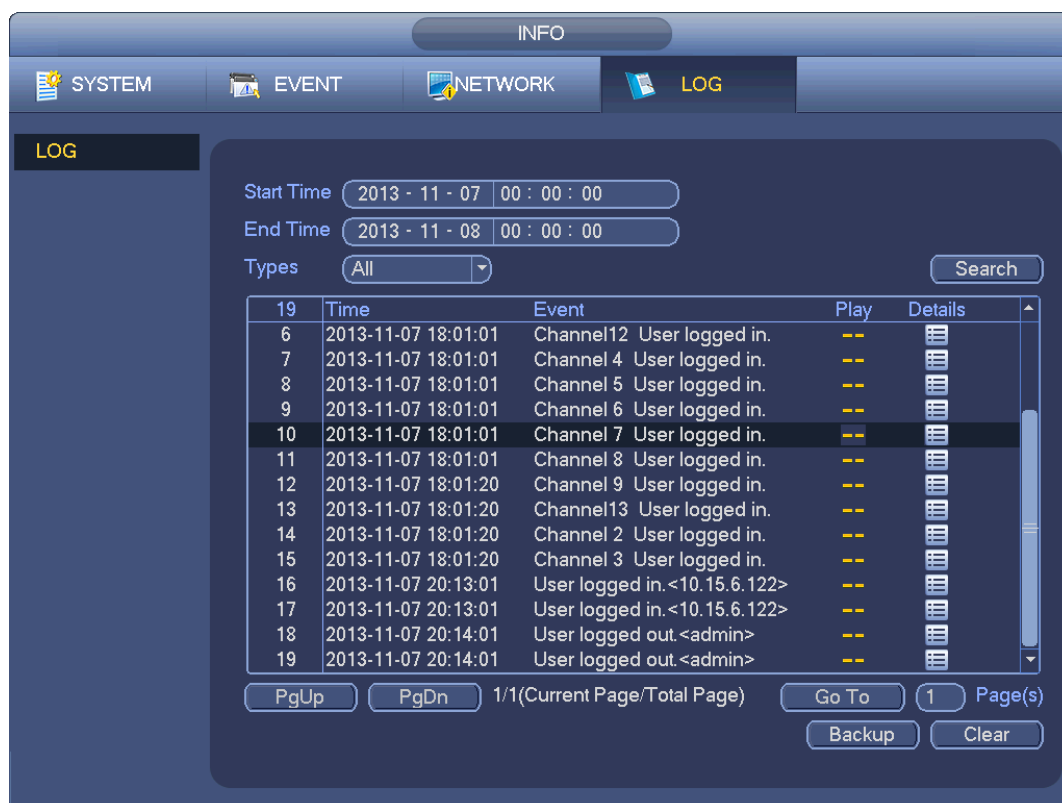 INFO
SYSTEM EVENT NETWORK LOG
LOG
Start Time 2013 - 11 - 07 00 : 00 : 00
End Time 2013 - 11 - 08 00 : 00 : 00
Types All Search
19 Time Event Play Details
6 2013-11-07 18:01:01 Channel12 User logged in. --
7 2013-11-07 18:01:01 Channel 4 User logged in. --
8 2013-11-07 18:01:01 Channel 5 User logged in. --
9 2013-11-07 18:01:01 Channel 6 User logged in. --
10 2013-11-07 18:01:01 Channel 7 User logged in. --
11 2013-11-07 18:01:01 Channel 8 User logged in. --
12 2013-11-07 18:01:20 Channel 9 User logged in. --
13 2013-11-07 18:01:20 Channel13 User logged in. --
14 2013-11-07 18:01:20 Channel 2 User logged in. --
15 2013-11-07 18:01:20 Channel 3 User logged in. --
16 2013-11-07 20:13:01 User logged in.<10.15.6.122> --
17 2013-11-07 20:13:01 User logged in.<10.15.6.122> --
18 2013-11-07 20:14:01 User logged out.<admin> --
19 2013-11-07 20:14:01 User logged out.<admin> --
PgUp PgDn 1/1(Current Page/Total Page) Go To 1 Page(s)
Backup Clear